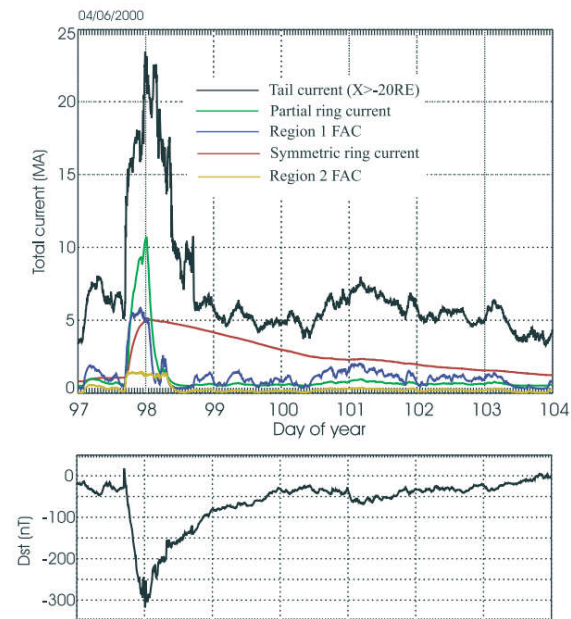 04/06/2000
25
20
15
10
5
0
Total current (MA)
Tail current (X>-20RE)
Partial ring current
Region 1 FAC
Symmetric ring current
Region 2 FAC
97 98 99 100 101 102 103 104
Day of year
0
-100
-200
-300
Dst (nT)